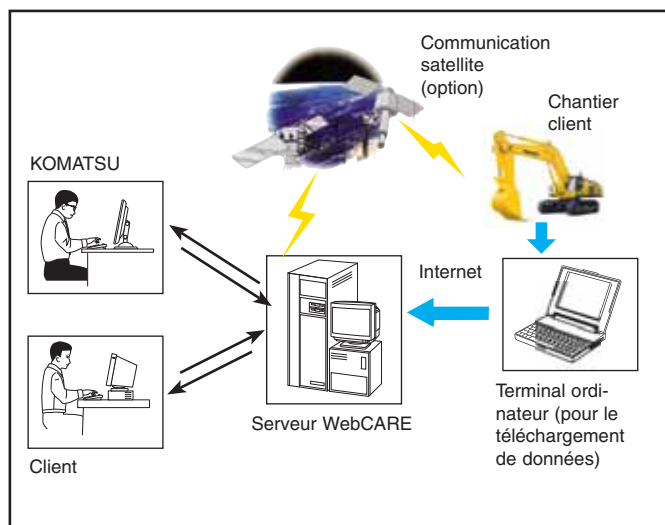 Communication
satellite
(option)
Chantier
client
KOMATSU
Internet
Serveur WebCARE
Terminal ordi-
nateur (pour le
téléchargement
de données)
Client